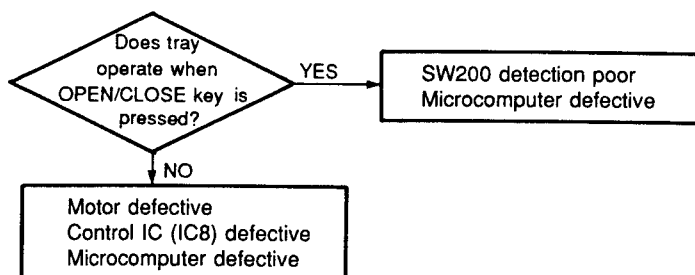 Does tray
operate when
OPEN/CLOSE key is
pressed?
YES
SW200 detection poor
Microcomputer defective
NO
Motor defective
Control IC (IC8) defective
Microcomputer defective